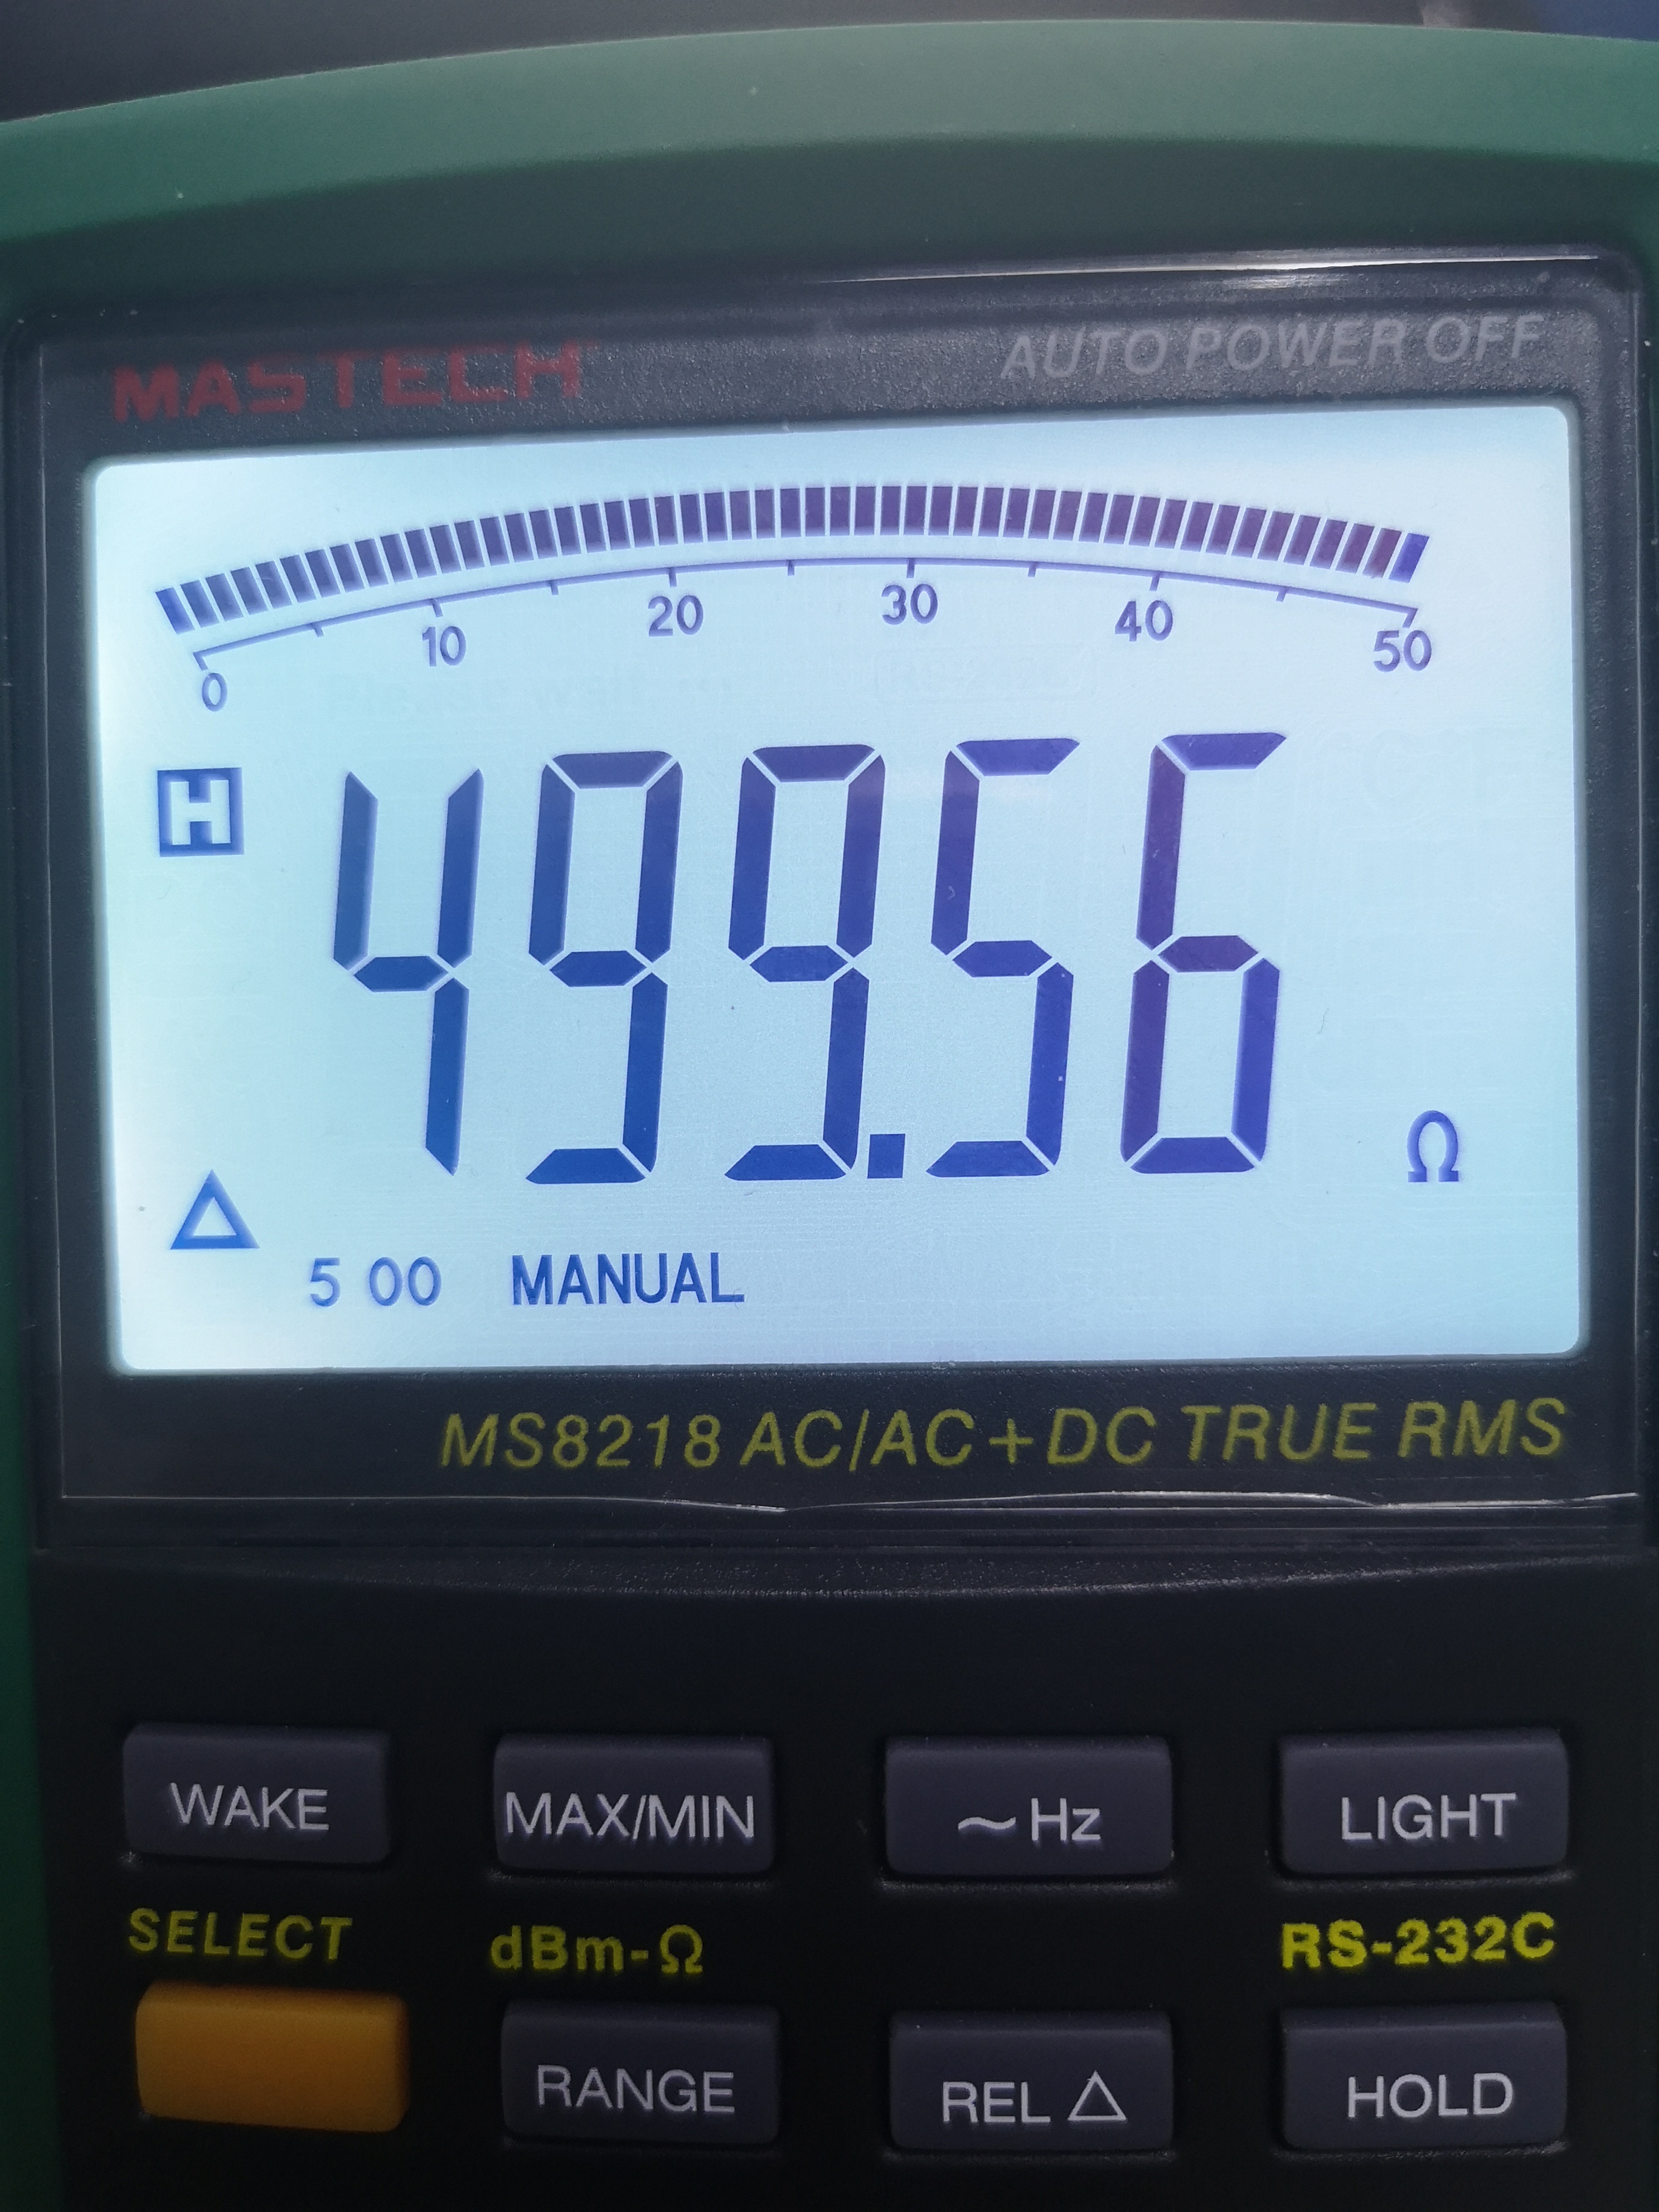 MASTECH
AUTO POWER OFF
0 10 20 30 40 50
H
499.56 Ω
△ 5 00 MANUAL
MS8218 AC/AC+DC TRUE RMS
WAKE MAX/MIN ~Hz LIGHT
SELECT dBm-Ω RS-232C
RANGE REL △ HOLD